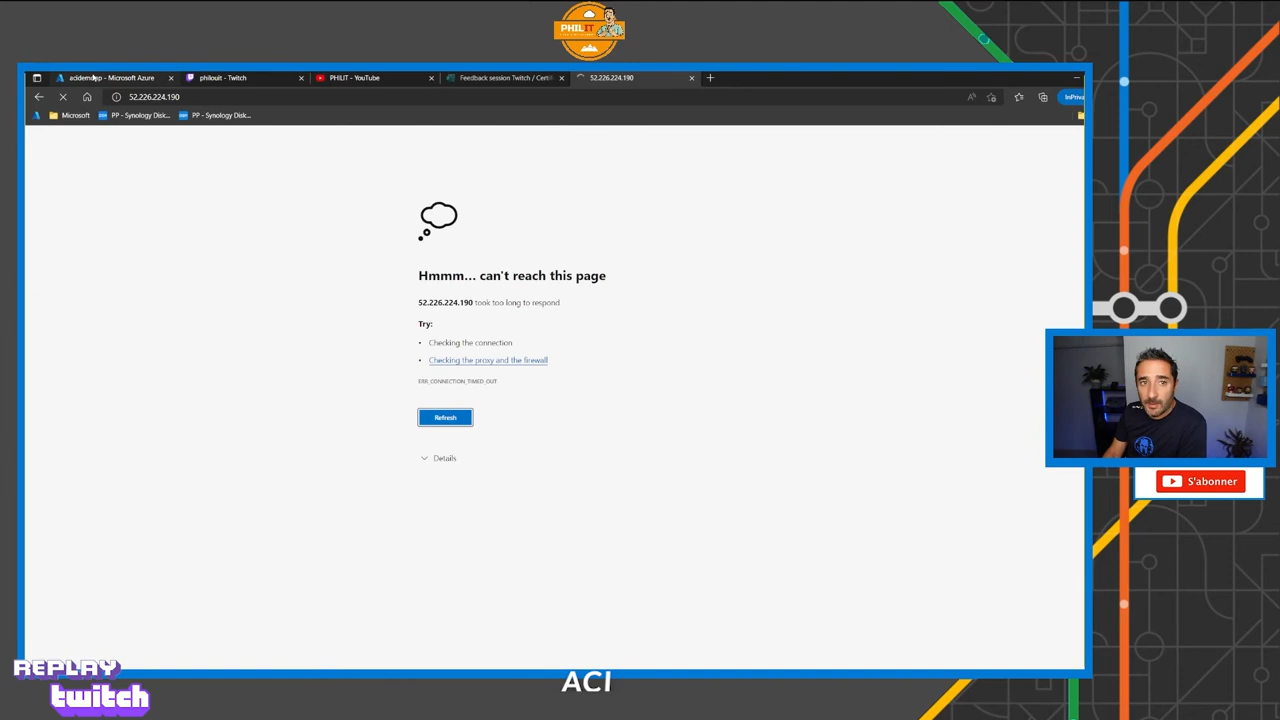 PHILIT
acidemoapp - Microsoft Azure
philouit - Twitch
PHILIT - YouTube
Feedback session Twitch / Certi
52.226.224.190
52.226.224.190
InPriva
Microsoft
PP - Synology Disk...
PP - Synology Disk...
Hmmm... can't reach this page
52.226.224.190 took too long to respond
Try:
• Checking the connection
• Checking the proxy and the firewall
ERR_CONNECTION_TIMED_OUT
Refresh
Details
S'abonner
REPLAY
twitch
ACI